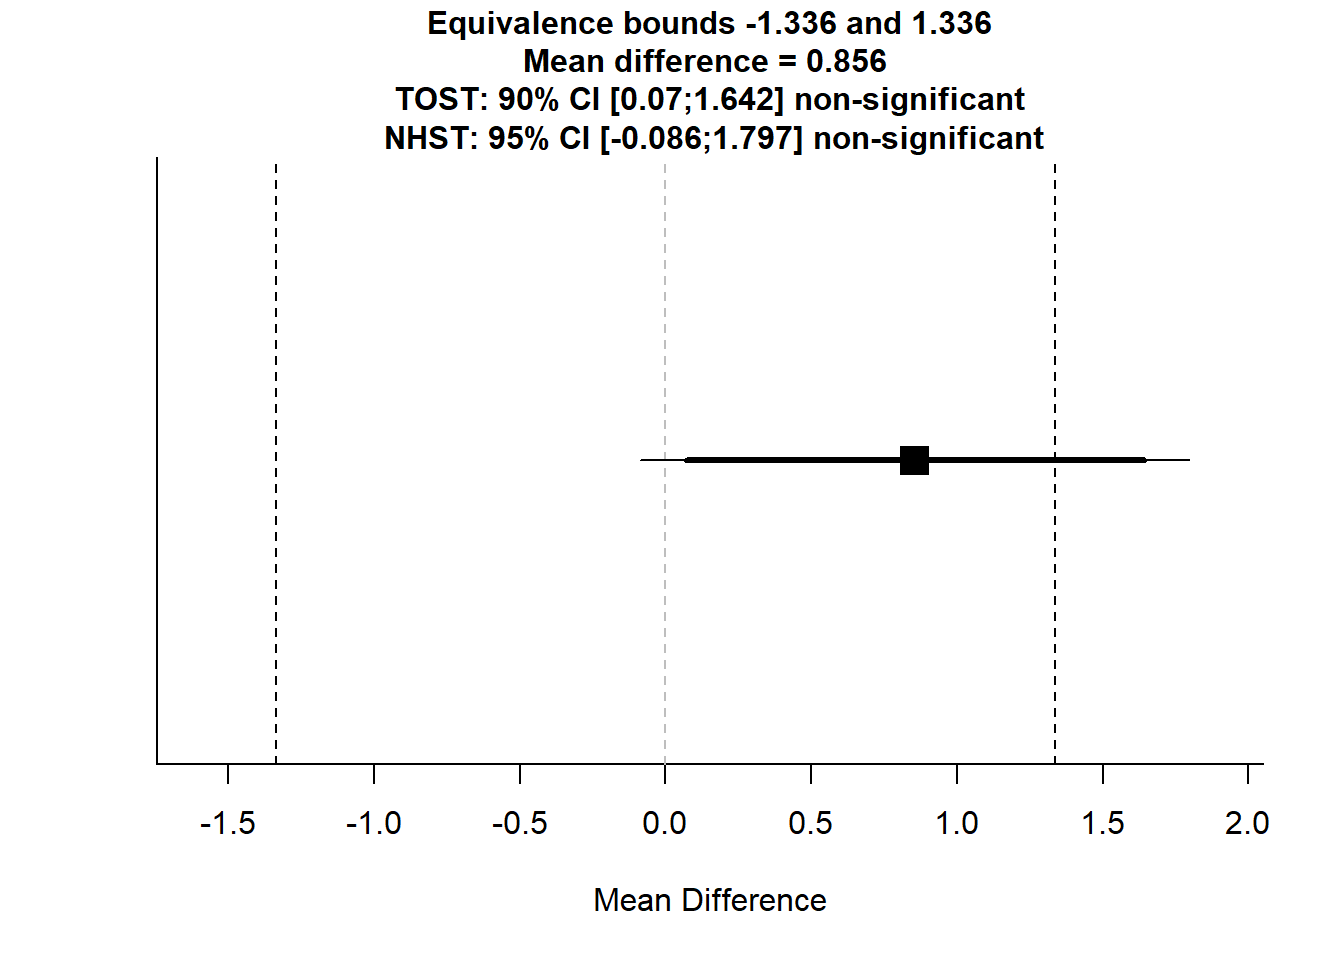 Equivalence bounds -1.336 and 1.336
Mean difference = 0.856
TOST: 90% CI [0.07;1.642] non-significant
NHST: 95% CI [-0.086;1.797] non-significant
-1.5 -1.0 -0.5 0.0 0.5 1.0 1.5 2.0
Mean Difference